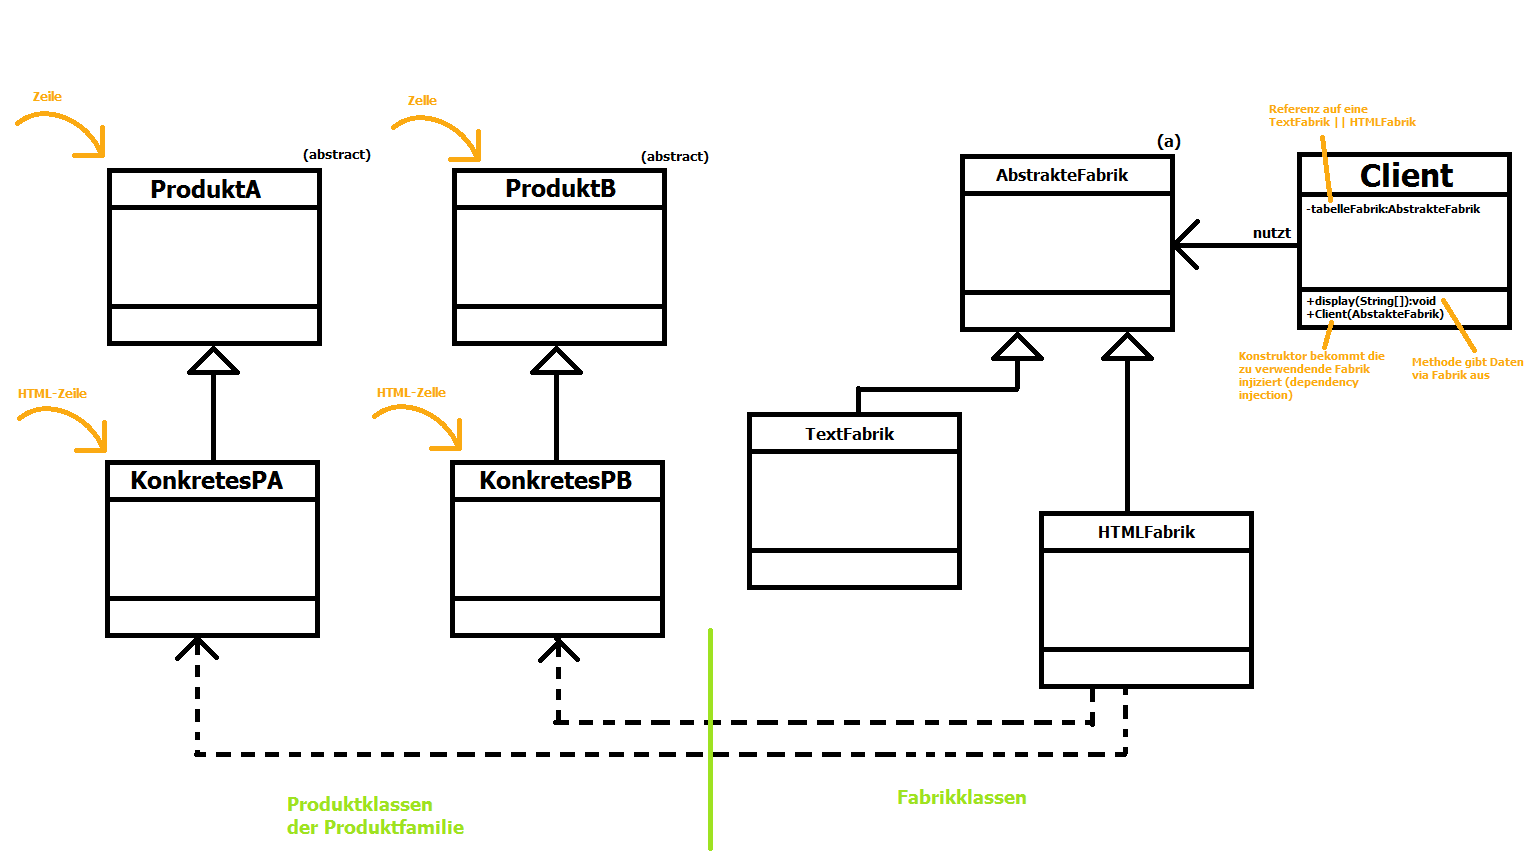 Zeile
Zelle
(abstract)
(abstract)
ProduktA
ProduktB
HTML-Zeile
HTML-Zelle
KonkretesPA
KonkretesPB
(a)
AbstrakteFabrik
TextFabrik
HTMLFabrik
nutzt
Referenz auf eine
TextFabrik || HTMLFabrik
Client
-tabelleFabrik:AbstrakteFabrik
+display(String[]):void
+Client(AbstakteFabrik)
Konstruktor bekommt die
zu verwendende Fabrik
injiziert (dependency
injection)
Methode gibt Daten
via Fabrik aus
Produktklassen
der Produktfamilie
Fabrikklassen